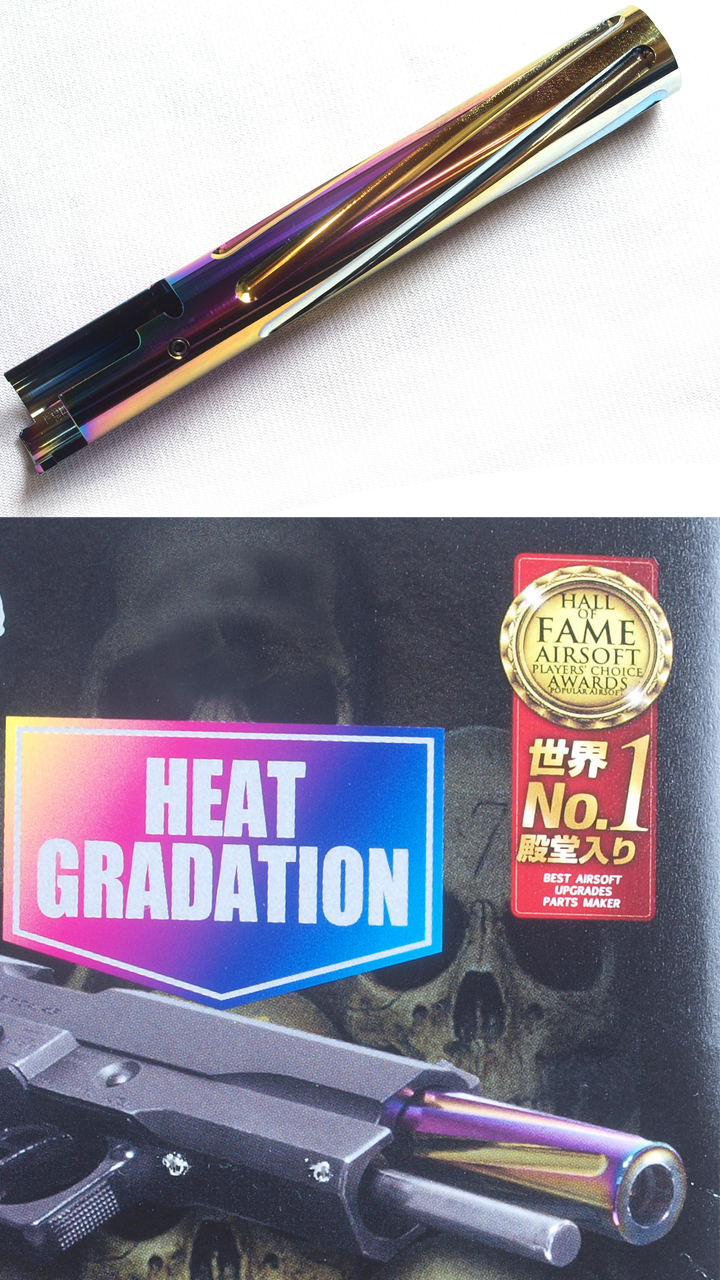 HALL
OF
FAME
AIRSOFT
PLAYERS' CHOICE
AWARDS
POPULAR AIRSOFT
HEAT
GRADATION
世界
No.1
殿堂入り
BEST AIRSOFT
UPGRADES
PARTS MAKER